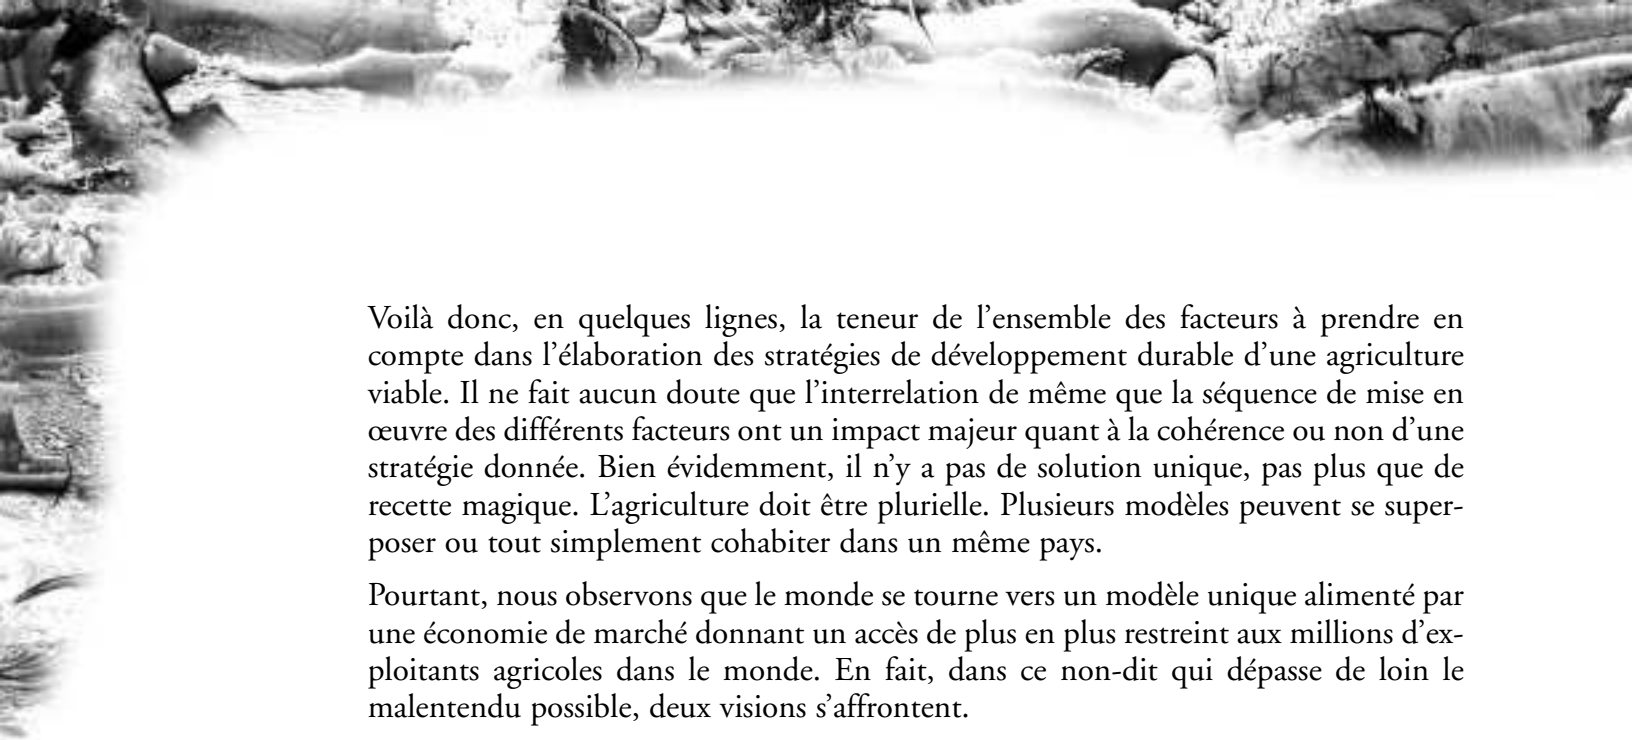 Voilà donc, en quelques lignes, la teneur de l’ensemble des facteurs à prendre en
compte dans l’élaboration des stratégies de développement durable d’une agriculture
viable. Il ne fait aucun doute que l’interrelation de même que la séquence de mise en
œuvre des différents facteurs ont un impact majeur quant à la cohérence ou non d’une
stratégie donnée. Bien évidemment, il n’y a pas de solution unique, pas plus que de
recette magique. L’agriculture doit être plurielle. Plusieurs modèles peuvent se super-
poser ou tout simplement cohabiter dans un même pays.
Pourtant, nous observons que le monde se tourne vers un modèle unique alimenté par
une économie de marché donnant un accès de plus en plus restreint aux millions d’ex-
ploitants agricoles dans le monde. En fait, dans ce non-dit qui dépasse de loin le
malentendu possible, deux visions s’affrontent.